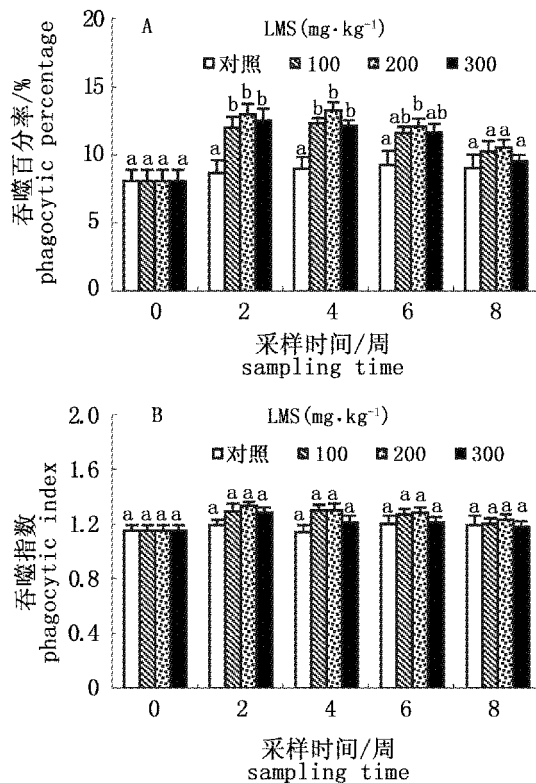 A LMS(mg·kg⁻¹)
□对照 ▧100 ▩200 ■300
20
15
10
5
0
吞噬百分率/%
phagocytic percentage
a a a a
a b b b
a b b b
a ab b ab
a a a a
0 2 4 6 8
采样时间/周
sampling time
B LMS(mg.kg⁻¹)
□对照 ▧100 ▩200 ■300
2.0
1.6
1.2
0.8
0.4
0
吞噬指数
phagocytic index
a a a a
a a a a
a a a a
a a a a
a a a a
0 2 4 6 8
采样时间/周
sampling time